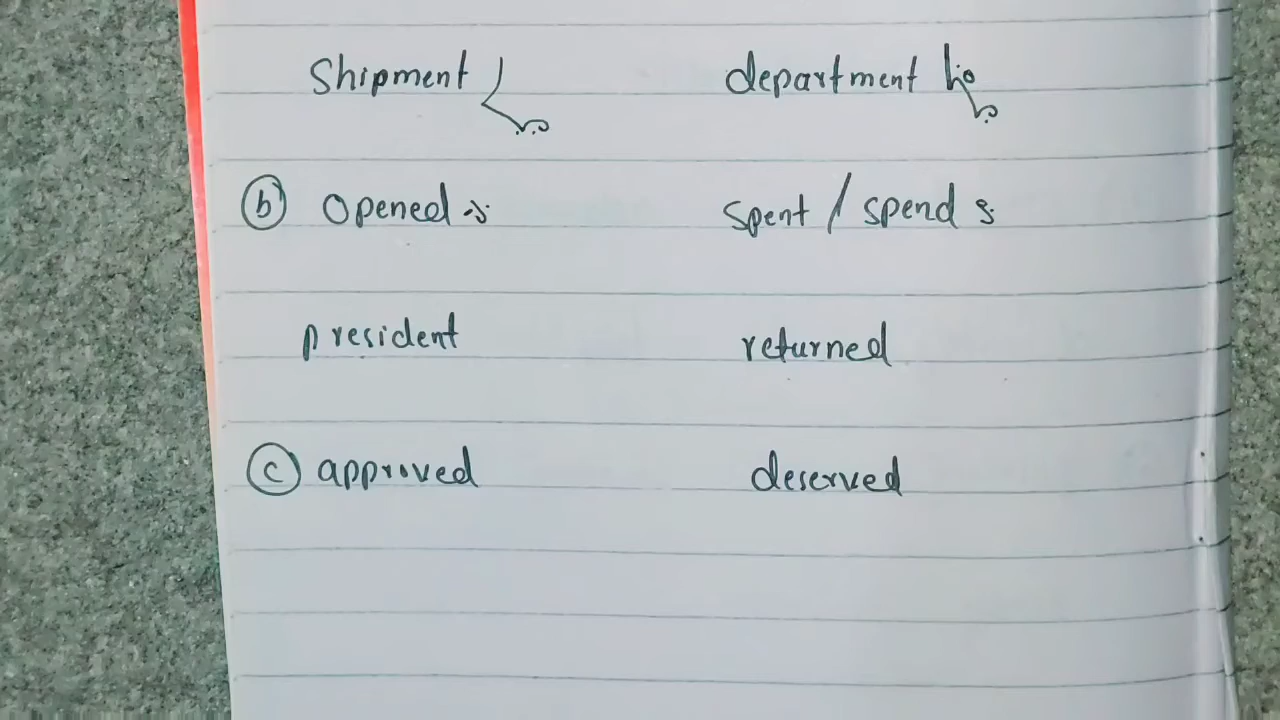 Shipment department
(b) Opened spent / spend
president returned
(c) approved deserved